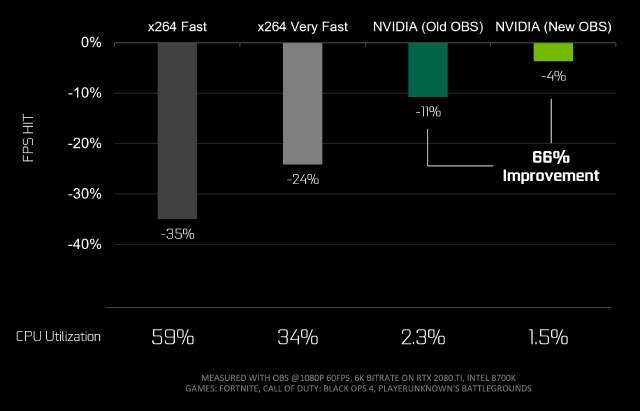 x264 Fast x264 Very Fast NVIDIA (Old OBS) NVIDIA (New OBS)
0%
-10%
-20%
-30%
-40%
FPS HIT
-35%
-24%
-11%
-4%
66%
Improvement
CPU Utilization 59% 34% 2.3% 1.5%
MEASURED WITH OBS @1080P 60FPS, 6K BITRATE ON RTX 2080 Ti, INTEL 8700K
GAMES: FORTNITE, CALL OF DUTY: BLACK OPS 4, PLAYERUNKNOWN'S BATTLEGROUNDS